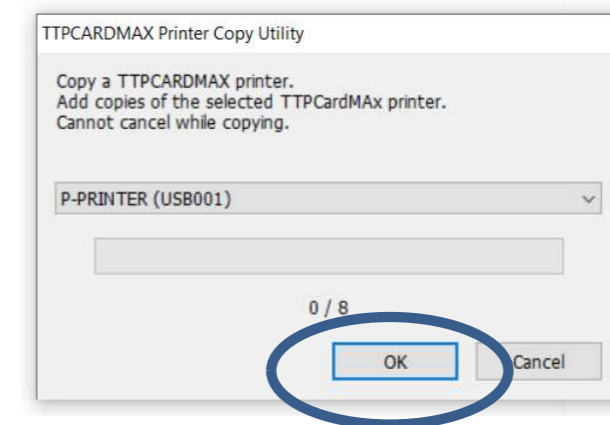 TTPCARDMAX Printer Copy Utility
Copy a TTPCARDMAX printer.
Add copies of the selected TTPCardMAx printer.
Cannot cancel while copying.
P-PRINTER (USB001)
0 / 8
OK
Cancel